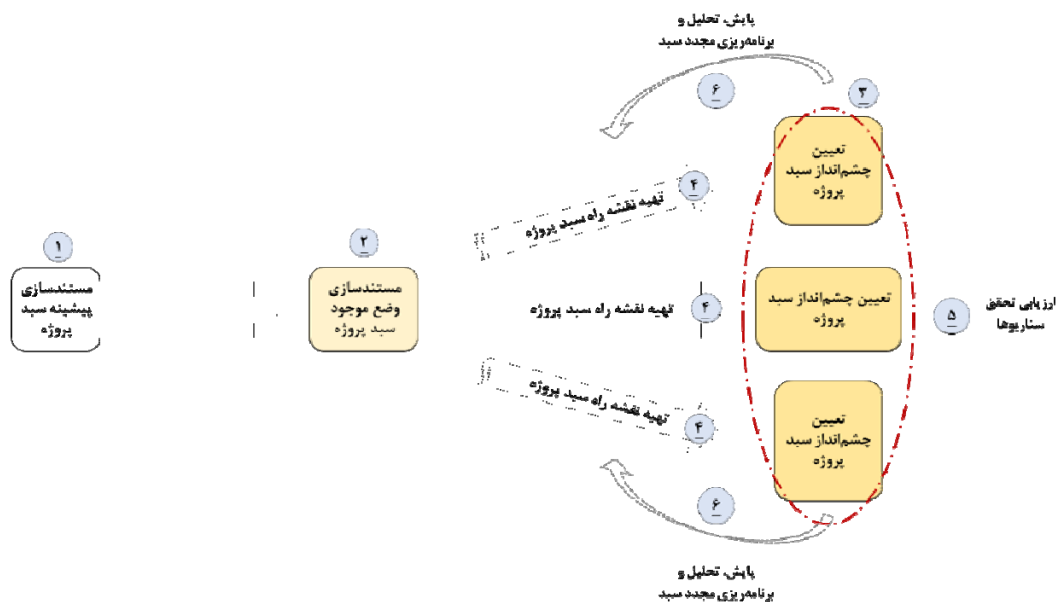 پایش، تحلیل و
برنامه‌ریزی مجدد سبد
۶
۳
تعیین
چشم‌انداز سبد
پروژه
۴
تهیه نقشه راه سبد پروژه
۱
مستندسازی
پیشینه سبد
پروژه
۲
مستندسازی
وضع موجود
سبد پروژه
تهیه نقشه راه سبد پروژه
۴
تعیین چشم‌انداز سبد
پروژه
۵
ارزیابی تحقق
سناریوها
تهیه نقشه راه سبد پروژه
۴
تعیین
چشم‌انداز سبد
پروژه
۶
پایش، تحلیل و
برنامه‌ریزی مجدد سبد